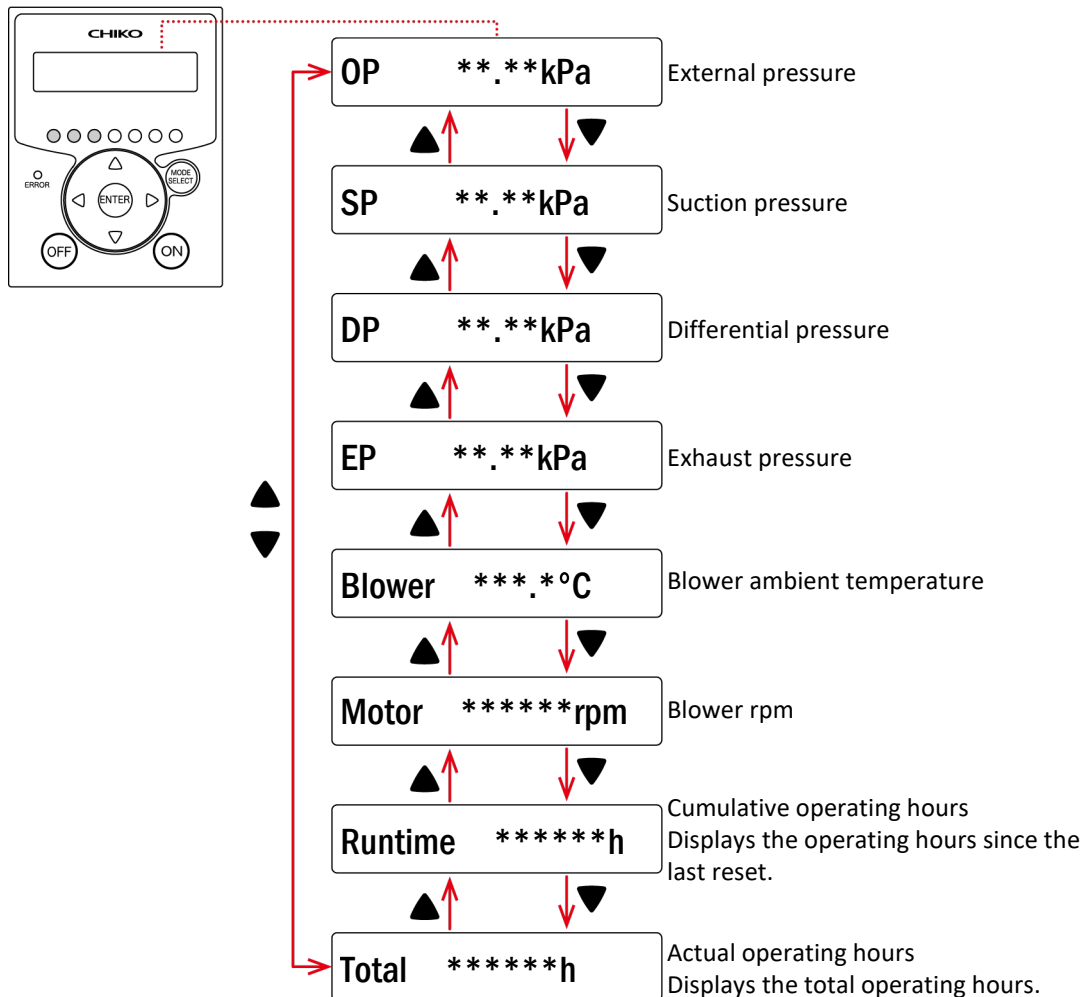 CHIKO
ERROR
MODE
SELECT
ENTER
OFF
ON
OP **.**kPa
External pressure
SP **.**kPa
Suction pressure
DP **.**kPa
Differential pressure
EP **.**kPa
Exhaust pressure
Blower ***.*°C
Blower ambient temperature
Motor ******rpm
Blower rpm
Runtime ******h
Cumulative operating hours
Displays the operating hours since the
last reset.
Total ******h
Actual operating hours
Displays the total operating hours.